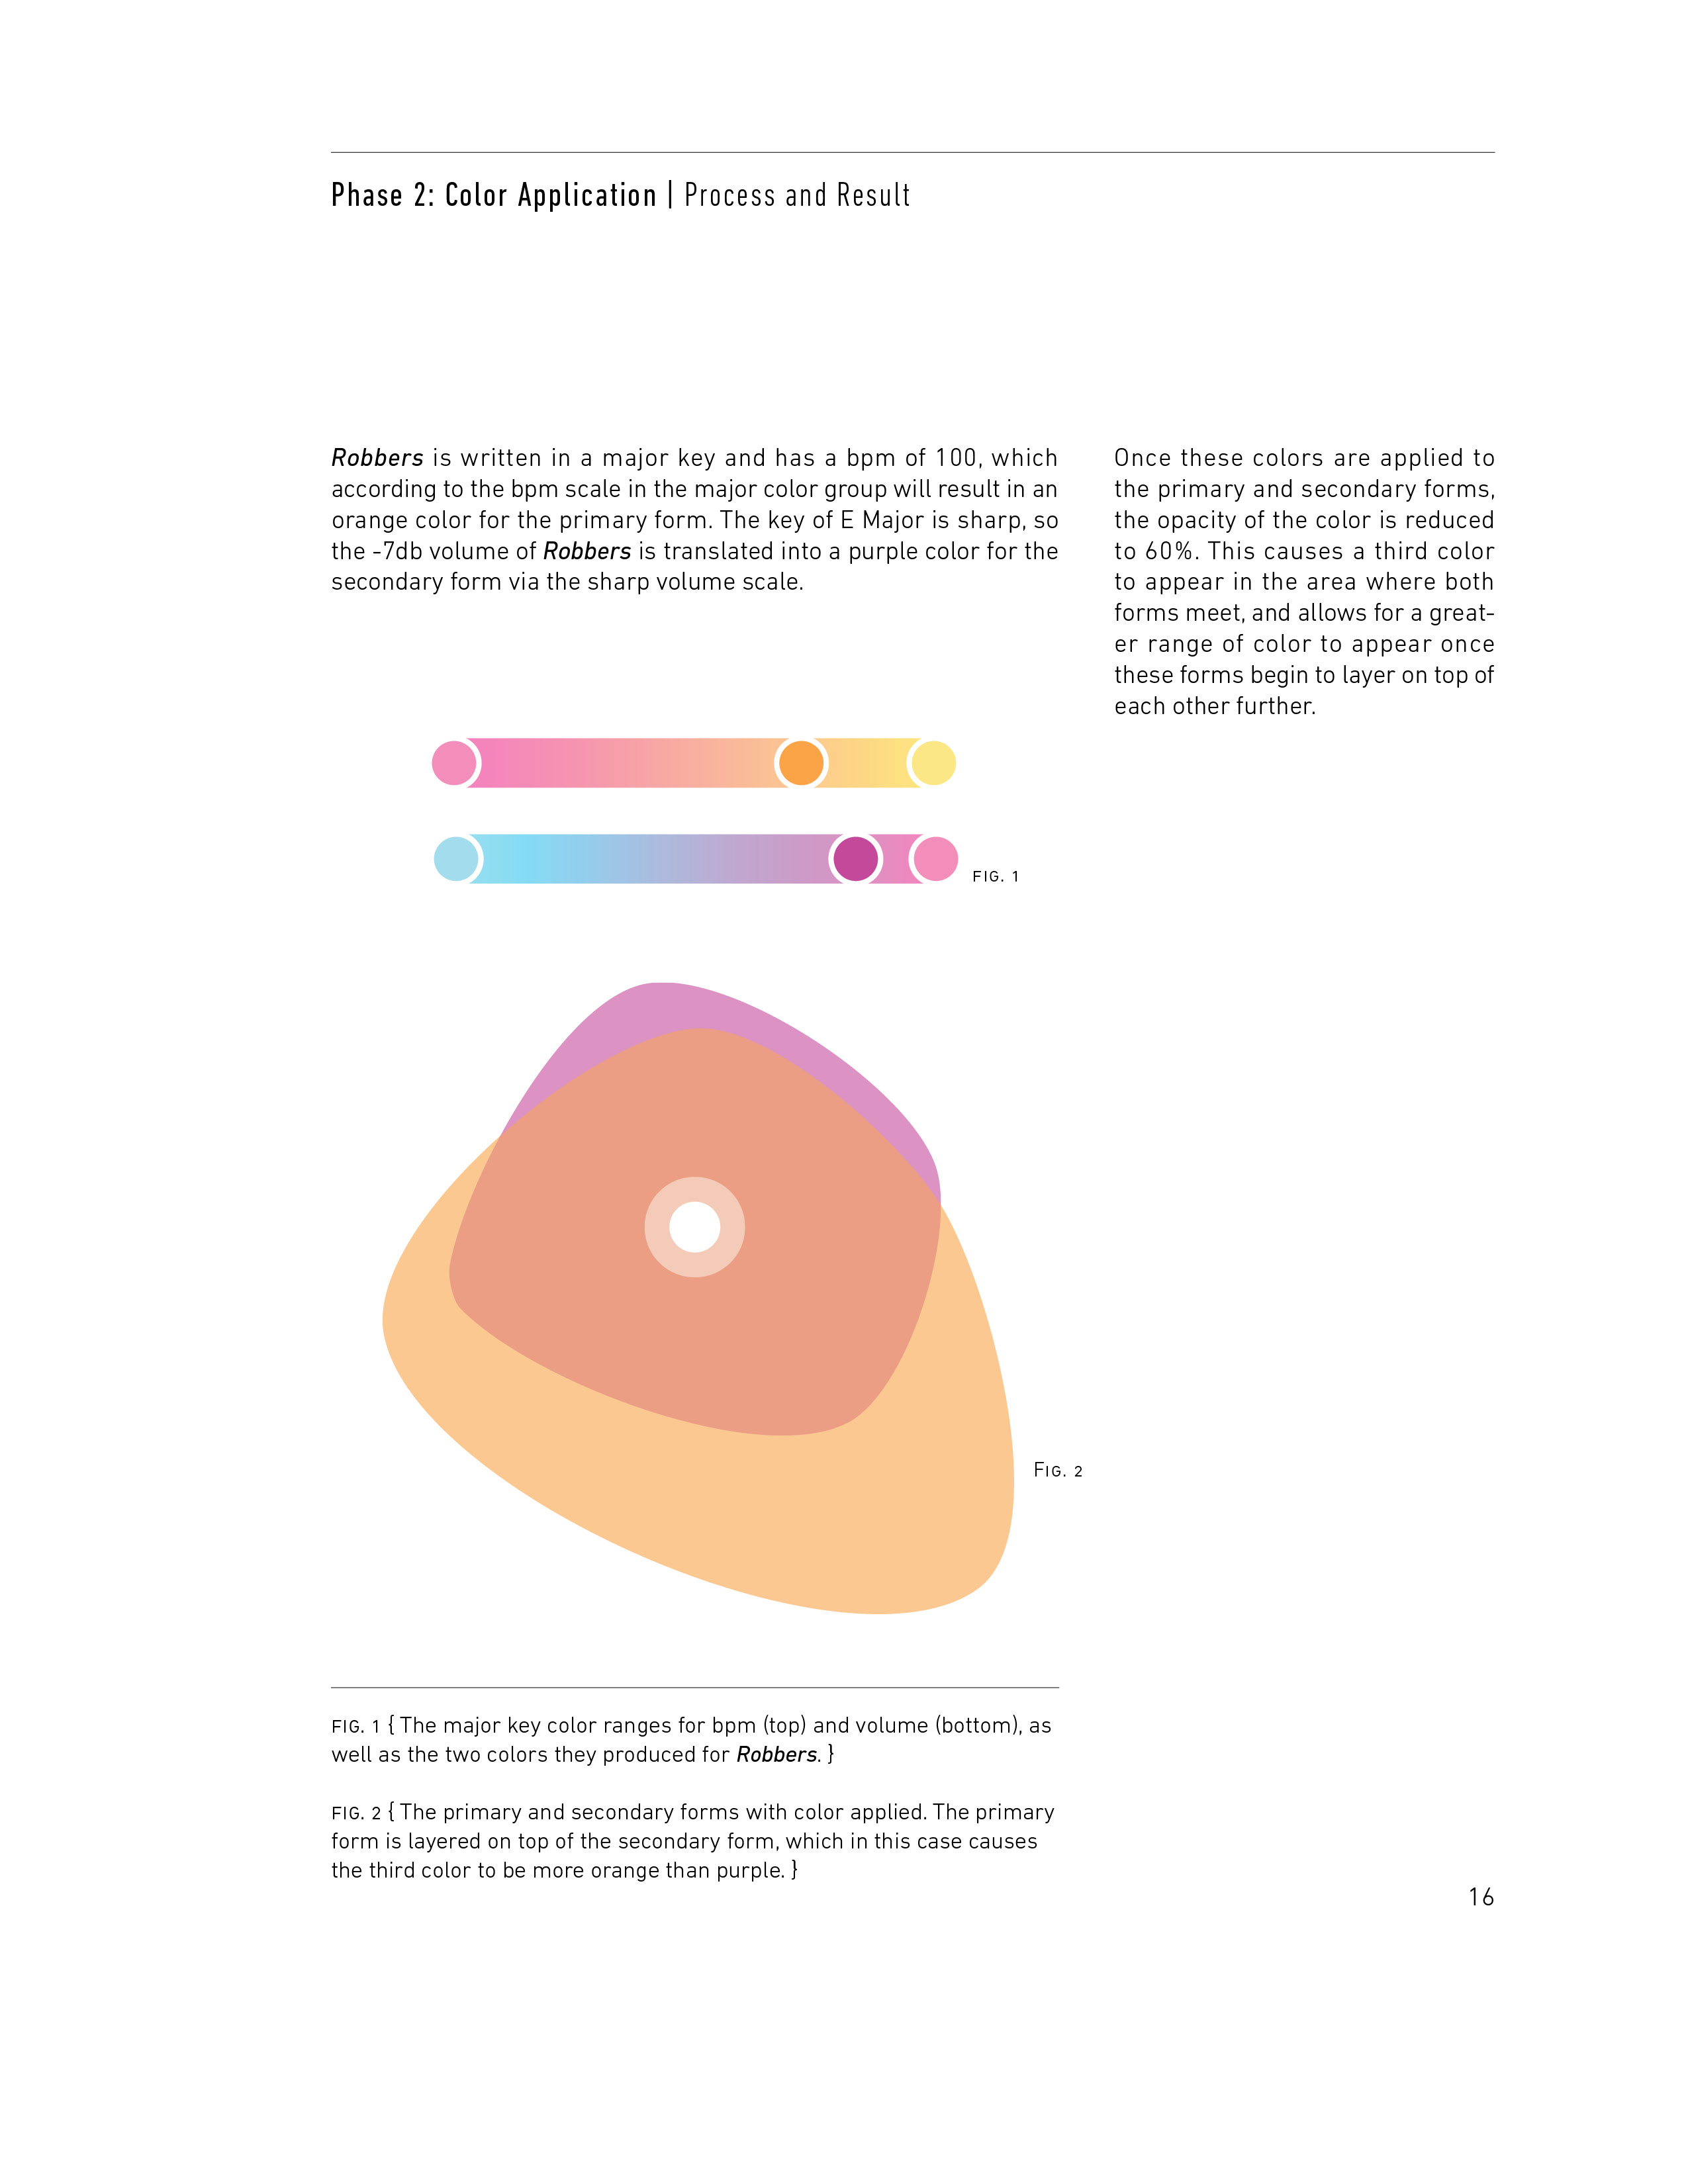 Phase 2: Color Application | Process and Result
Robbers is written in a major key and has a bpm of 100, which
according to the bpm scale in the major color group will result in an
orange color for the primary form. The key of E Major is sharp, so
the -7db volume of Robbers is translated into a purple color for the
secondary form via the sharp volume scale.
Once these colors are applied to
the primary and secondary forms,
the opacity of the color is reduced
to 60%. This causes a third color
to appear in the area where both
forms meet, and allows for a great-
er range of color to appear once
these forms begin to layer on top of
each other further.
FIG. 1
FIG. 2
FIG. 1 { The major key color ranges for bpm (top) and volume (bottom), as
well as the two colors they produced for Robbers. }
FIG. 2 { The primary and secondary forms with color applied. The primary
form is layered on top of the secondary form, which in this case causes
the third color to be more orange than purple. }
16